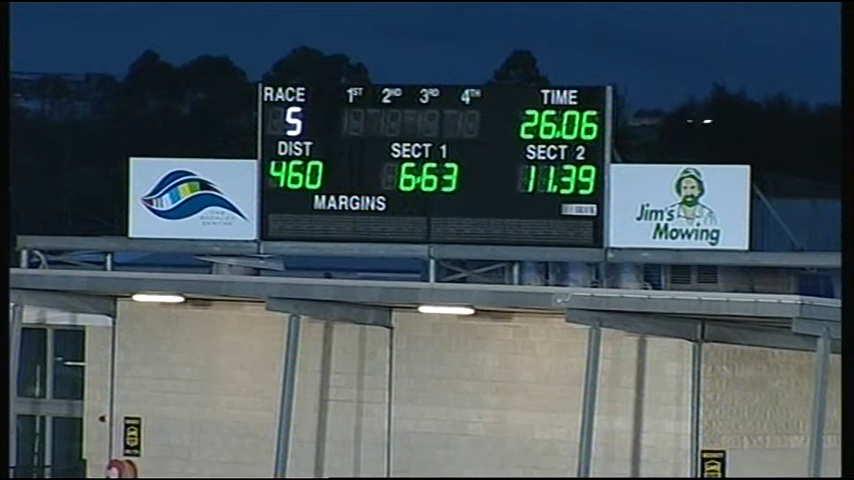 RACE 1ST 2ND 3RD 4TH TIME
5 26.06
DIST SECT 1 SECT 2
460 6.63 11.39
MARGINS
Jim's
Mowing